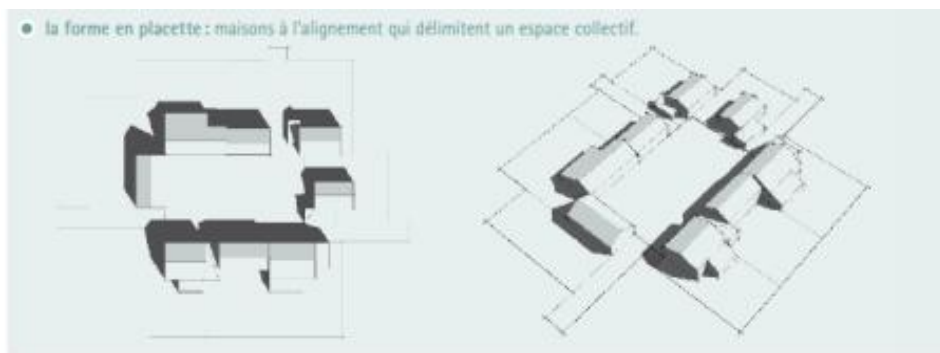 la forme en placette : maisons à l'alignement qui délimitent un espace collectif.